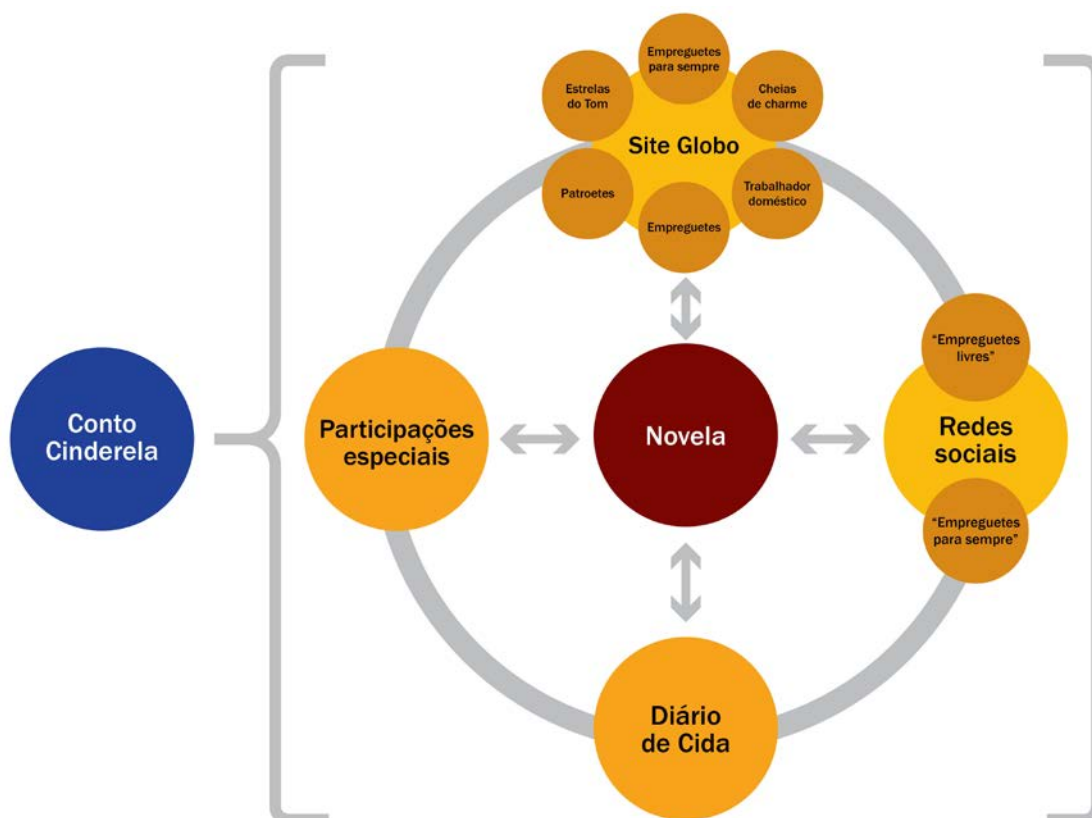 Empreguetes
para sempre
Estrelas
do Tom
Cheias
de charme
Site Globo
Patroetes
Trabalhador
doméstico
Empreguetes
"Empreguetes
livres"
Conto
Cinderela
Participações
especiais
Novela
Redes
sociais
"Empreguetes
para sempre"
Diário
de Cida